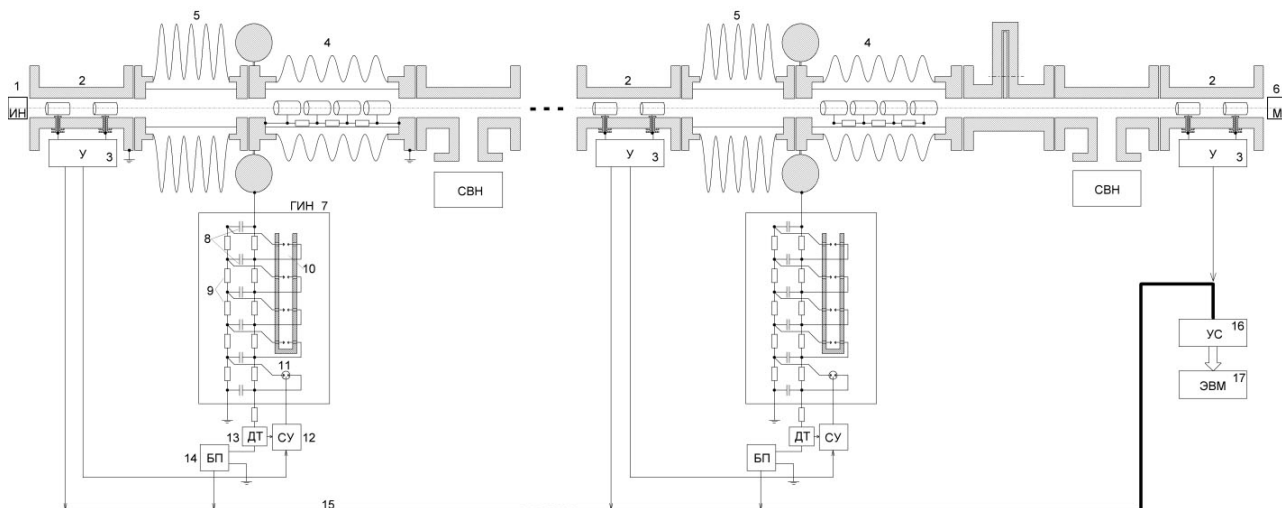 5 5
4 4
1 2 2 2 6
ИН М
У 3 У 3 У 3
СВН СВН
ГИН 7
8
10
9
УС 16
11
ЭВМ 17
13 ДТ СУ 12 ДТ СУ
14 БП БП
15